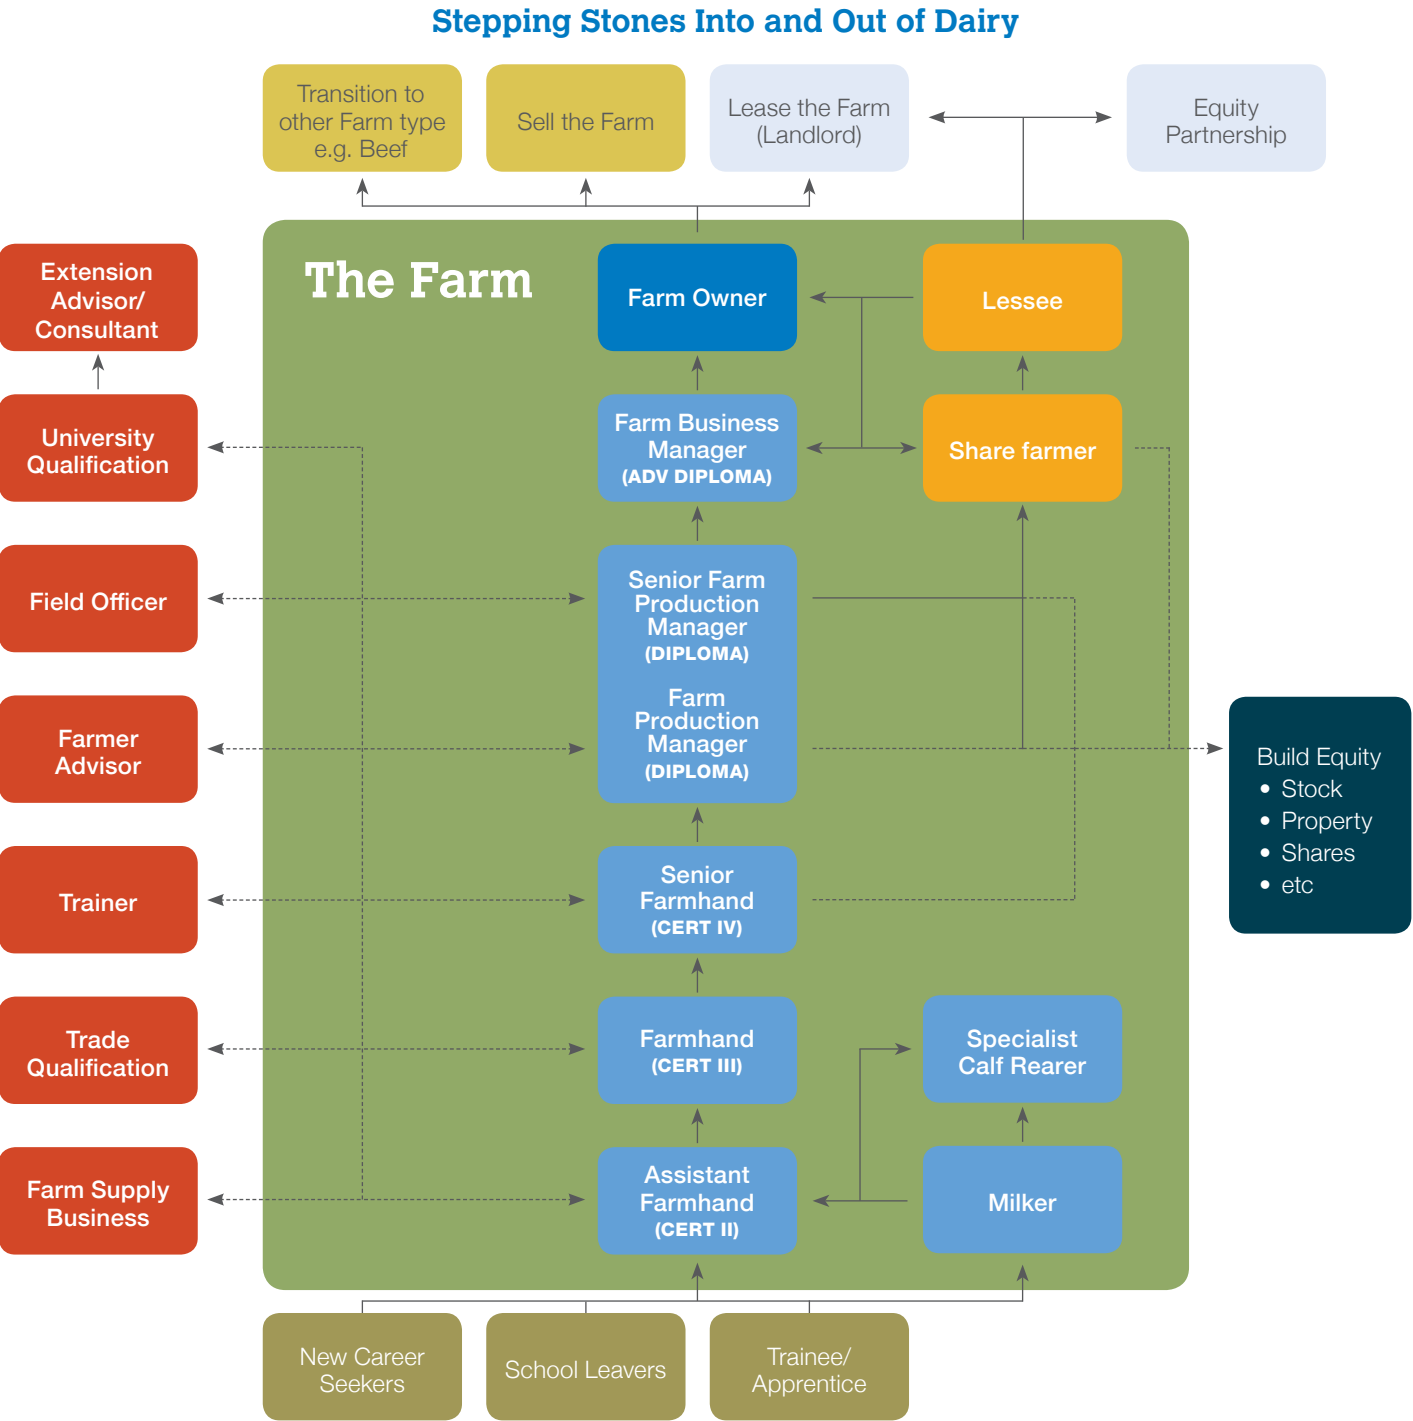 Stepping Stones Into and Out of Dairy
Transition to
other Farm type
e.g. Beef
Sell the Farm
Lease the Farm
(Landlord)
Equity
Partnership
The Farm
Extension
Advisor/
Consultant
Farm Owner
Lessee
University
Qualification
Farm Business
Manager
(ADV DIPLOMA)
Share farmer
Field Officer
Senior Farm
Production
Manager
(DIPLOMA)
Farmer
Advisor
Farm
Production
Manager
(DIPLOMA)
Build Equity
• Stock
• Property
• Shares
• etc
Trainer
Senior
Farmhand
(CERT IV)
Trade
Qualification
Farmhand
(CERT III)
Specialist
Calf Rearer
Farm Supply
Business
Assistant
Farmhand
(CERT II)
Milker
New Career
Seekers
School Leavers
Trainee/
Apprentice